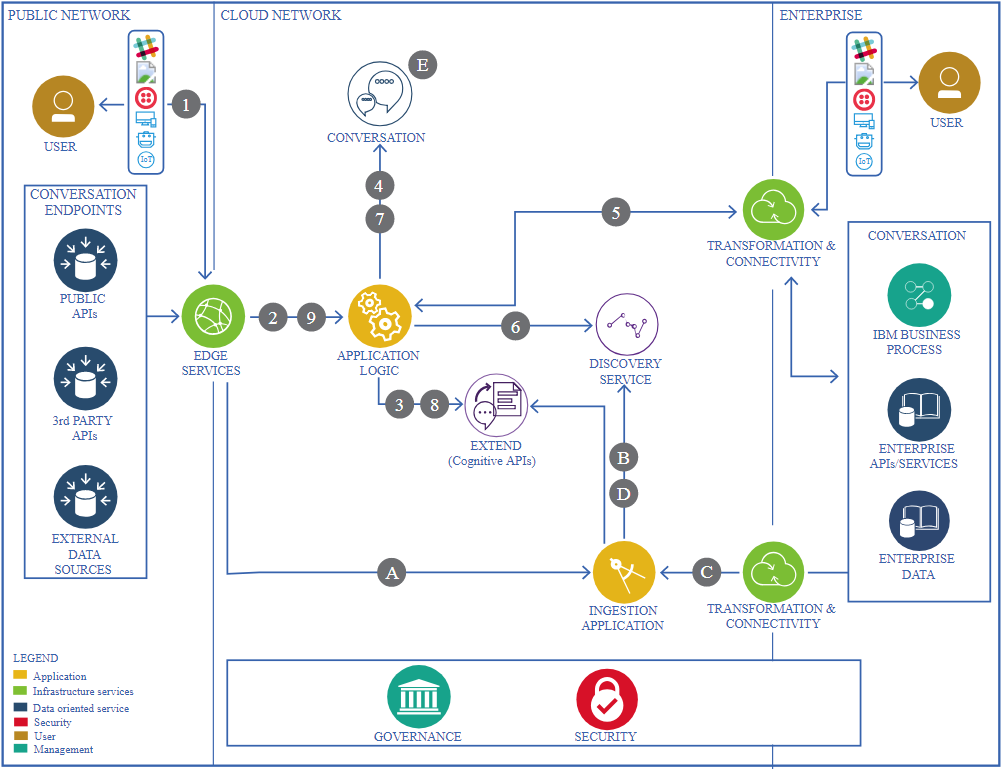 PUBLIC NETWORK
CLOUD NETWORK
ENTERPRISE
IoT
USER
1
CONVERSATION
ENDPOINTS
PUBLIC
APIs
3rd PARTY
APIs
EXTERNAL
DATA
SOURCES
EDGE
SERVICES
2
9
E
CONVERSATION
4
7
APPLICATION
LOGIC
3
8
EXTEND
(Cognitive APIs)
5
6
DISCOVERY
SERVICE
B
D
A
INGESTION
APPLICATION
C
TRANSFORMATION &
CONNECTIVITY
TRANSFORMATION &
CONNECTIVITY
IoT
USER
CONVERSATION
IBM BUSINESS
PROCESS
ENTERPRISE
APIS/SERVICES
ENTERPRISE
DATA
GOVERNANCE
SECURITY
LEGEND
Application
Infrastructure services
Data oriented service
Security
User
Management